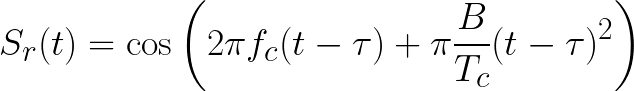 $S_r(t) = \cos\left(2\pi f_c(t-\tau) + \pi\frac{B}{T_c}(t-\tau)^2\right)$